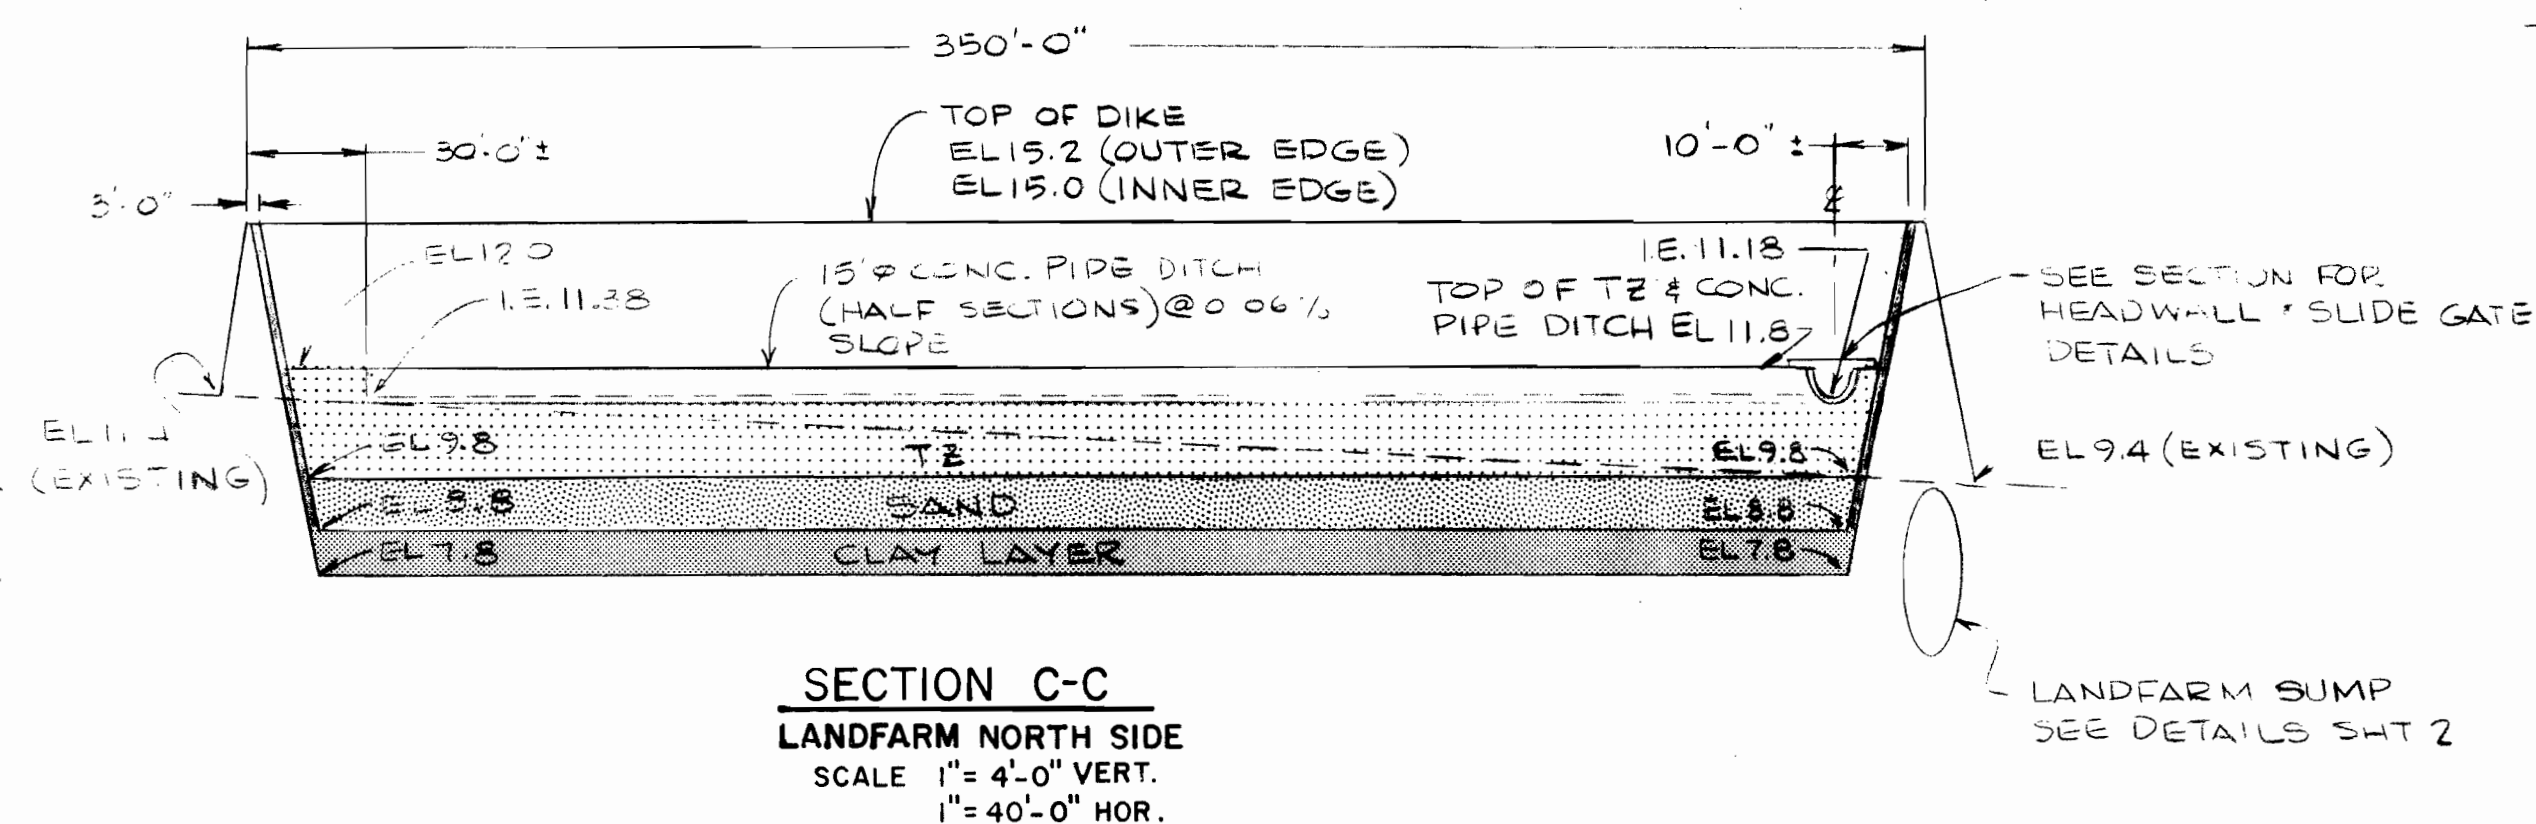 350'-0"
TOP OF DIKE
EL 15.2 (OUTER EDGE)
EL 15.0 (INNER EDGE)
30'-0" ±
10'-0" ±
3'-0"
EL 12.0
I.E. 11.38
15"ø CONC. PIPE DITCH
(HALF SECTIONS) @ 0.06%
SLOPE
I.E. 11.18
TOP OF TZ & CONC.
PIPE DITCH EL 11.8
SEE SECTION FOR
HEADWALL & SLIDE GATE
DETAILS
(EXISTING)
EL 9.8
TZ
EL 9.8
EL 9.4 (EXISTING)
EL 8.8
SAND
EL 8.8
EL 7.8
CLAY LAYER
EL 7.8
SECTION C-C
LANDFARM NORTH SIDE
SCALE 1"= 4'-0" VERT.
1"= 40'-0" HOR.
LANDFARM SUMP
SEE DETAILS SHT 2